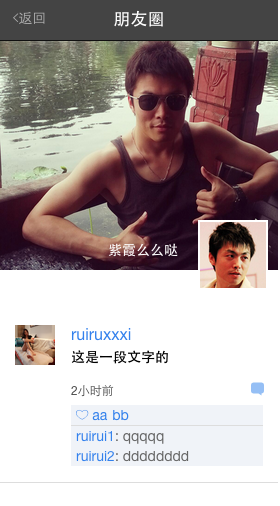 返回
朋友圈
紫霞么么哒
ruiruxxxi
这是一段文字的
2小时前
aa bb
ruirui1: qqqqq
ruirui2: dddddddd